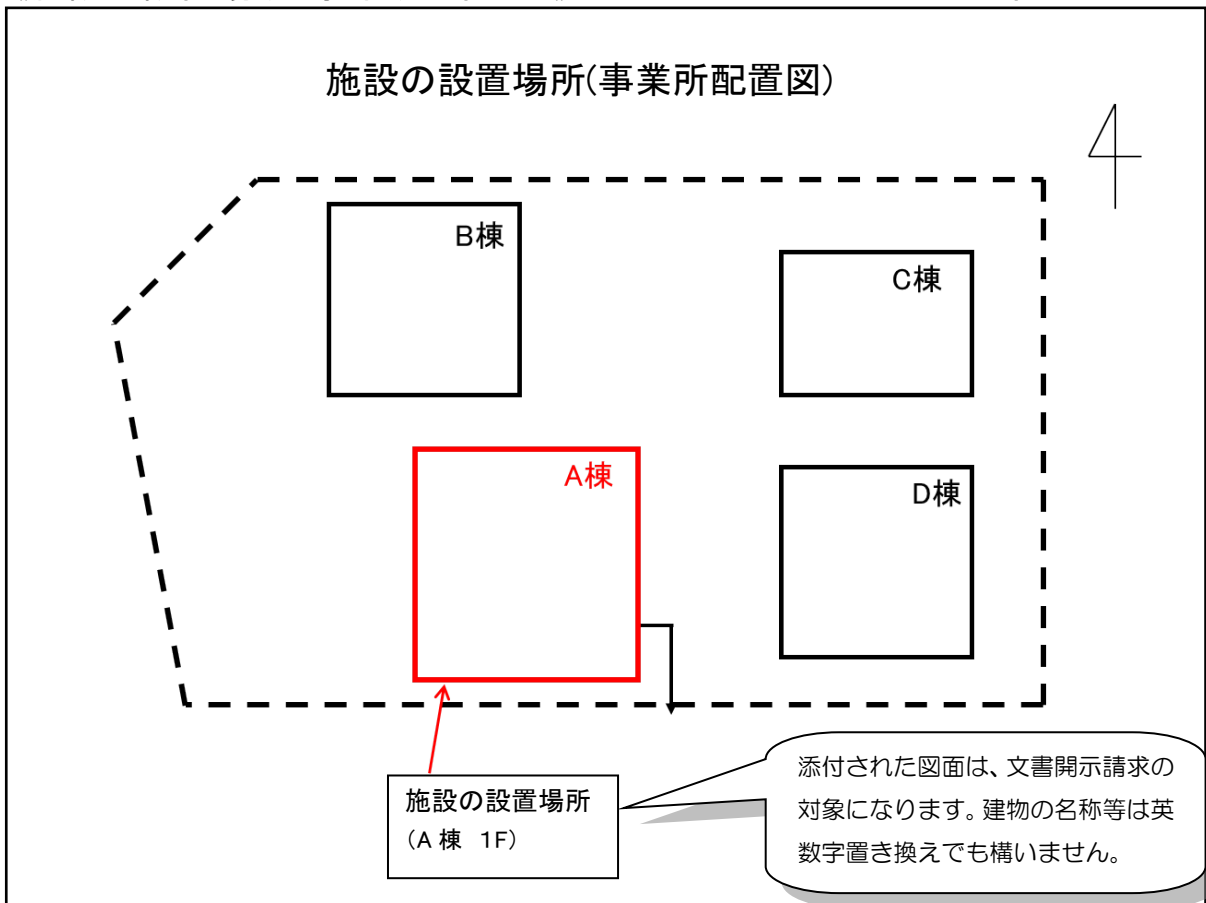 施設の設置場所(事業所配置図)
B棟
C棟
A棟
D棟
施設の設置場所
(A棟 1F)
添付された図面は、文書開示請求の
対象になります。建物の名称等は英
数字置き換えでも構いません。